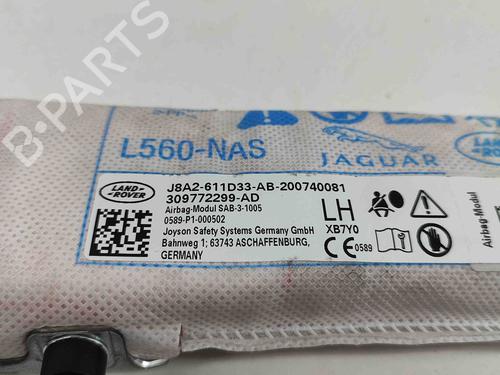 B-PARTS
L560-NAS
JAGUAR
LAND ROVER
J8A2-611D33-AB-200740081
309772299-AD
Airbag-Modul SAB-3-1005
0589-P1-000502
Joyson Safety Systems Germany GmbH
Bahnweg 1; 63743 ASCHAFFENBURG,
GERMANY
LH
XB7Y0
CE 0589
Airbag-Modul